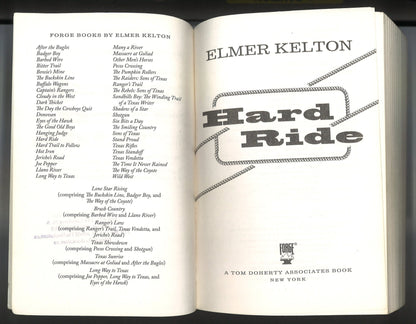 FORGE BOOKS BY ELMER KELTON
After the Bugles
Badger Boy
Barbed Wire
Bitter Trail
Bowie's Mine
The Buckskin Line
Buffalo Wagons
Captain's Rangers
Cloudy in the West
Dark Thicket
The Day the Cowboys Quit
Donovan
Eyes of the Hawk
The Good Old Boys
Hanging Judge
Hard Ride
Hard Trail to Follow
Hot Iron
Jericho's Road
Joe Pepper
Llano River
Long Way to Texas
Many a River
Massacre at Goliad
Other Men's Horses
Pecos Crossing
The Pumpkin Rollers
The Raiders: Sons of Texas
Ranger's Trail
The Rebels: Sons of Texas
Sandhills Boy: The Winding Trail
of a Texas Writer
Shadow of a Star
Shotgun
Six Bits a Day
The Smiling Country
Sons of Texas
Stand Proud
Texas Rifles
Texas Standoff
Texas Vendetta
The Time It Never Rained
The Way of the Coyote
Wild West
Lone Star Rising
(comprising The Buckskin Line, Badger Boy, and
The Way of the Coyote)
Brush Country
(comprising Barbed Wire and Llano River)
Ranger's Law
(comprising Ranger's Trail, Texas Vendetta, and
Jericho's Road)
Texas Showdown
(comprising Pecos Crossing and Shotgun)
Texas Sunrise
(comprising Massacre at Goliad and After the Bugles)
Long Way to Texas
(comprising Joe Pepper, Long Way to Texas, and
Eyes of the Hawk)
ELMER KELTON
Hard
Ride
FORGE
A TOM DOHERTY ASSOCIATES BOOK
NEW YORK